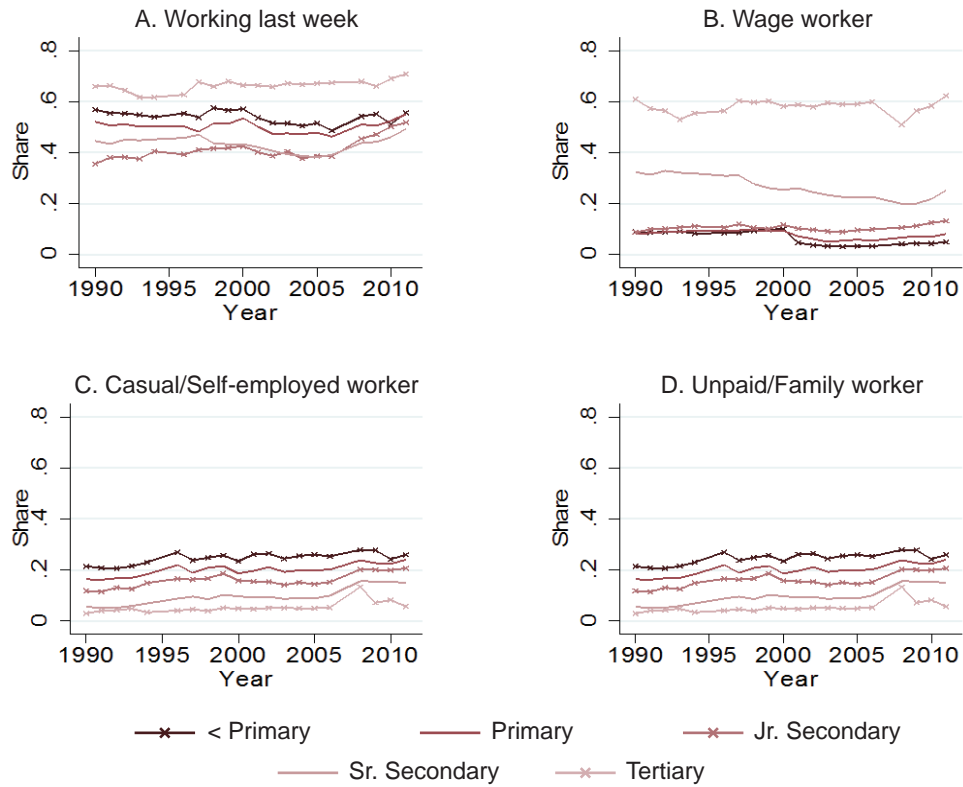 A. Working last week
B. Wage worker
.8
.6
.4
.2
0
Share
1990 1995 2000 2005 2010
Year
.8
.6
.4
.2
0
Share
1990 1995 2000 2005 2010
Year
C. Casual/Self-employed worker
D. Unpaid/Family worker
.8
.6
.4
.2
0
Share
1990 1995 2000 2005 2010
Year
.8
.6
.4
.2
0
Share
1990 1995 2000 2005 2010
Year
< Primary Primary Jr. Secondary
Sr. Secondary Tertiary